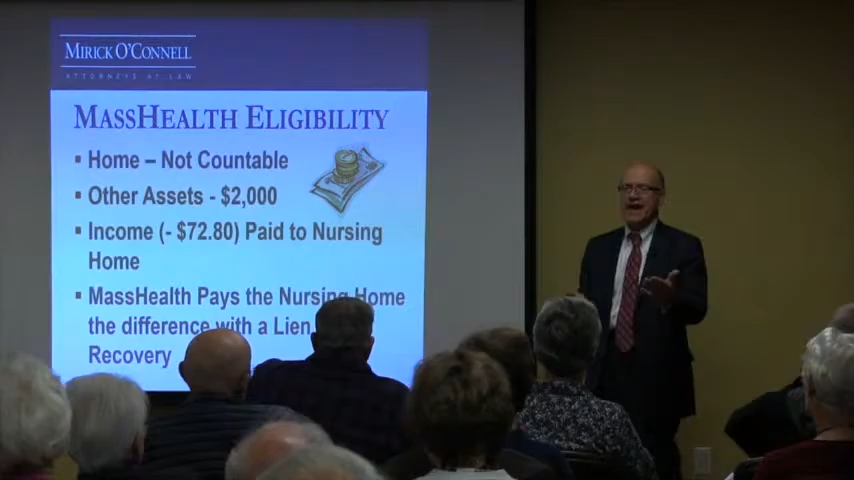 MIRICK O'CONNELL
ATTORNEYS AT LAW
MASSHEALTH ELIGIBILITY
▪ Home – Not Countable
▪ Other Assets - $2,000
▪ Income (- $72.80) Paid to Nursing
Home
▪ MassHealth Pays the Nursing Home
the difference with a Lien
Recovery